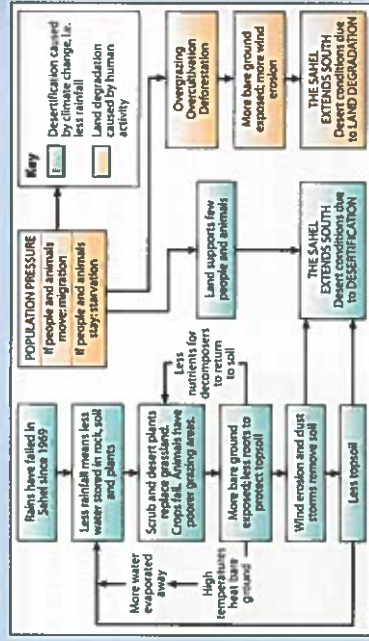 Key
Desertification caused
by climate change, i.e.
less rainfall
Land degradation
caused by human
activity
POPULATION PRESSURE
If people and animals
move: migration
If people and animals
stay: starvation
Rains have failed in
Sahel since 1969
Less rainfall means less
water stored in rock, soil
and plants
Scrub and desert plants
replace grassland.
Crops fail. Animals have
poorer grazing areas.
More bare ground
exposed; less roots to
protect topsoil
Wind erosion and dust
storms remove soil
Less topsoil
More water
evaporated
away
High
temperatures
heat bare
ground
Less
nutrients for
decomposers
to return
to soil
Land supports few
people and animals
THE SAHEL
EXTENDS SOUTH
Desert conditions due
to DESERTIFICATION
Overgrazing
Overcultivation
Deforestation
More bare ground
exposed; more wind
erosion
THE SAHEL
EXTENDS SOUTH
Desert conditions due
to LAND DEGRADATION